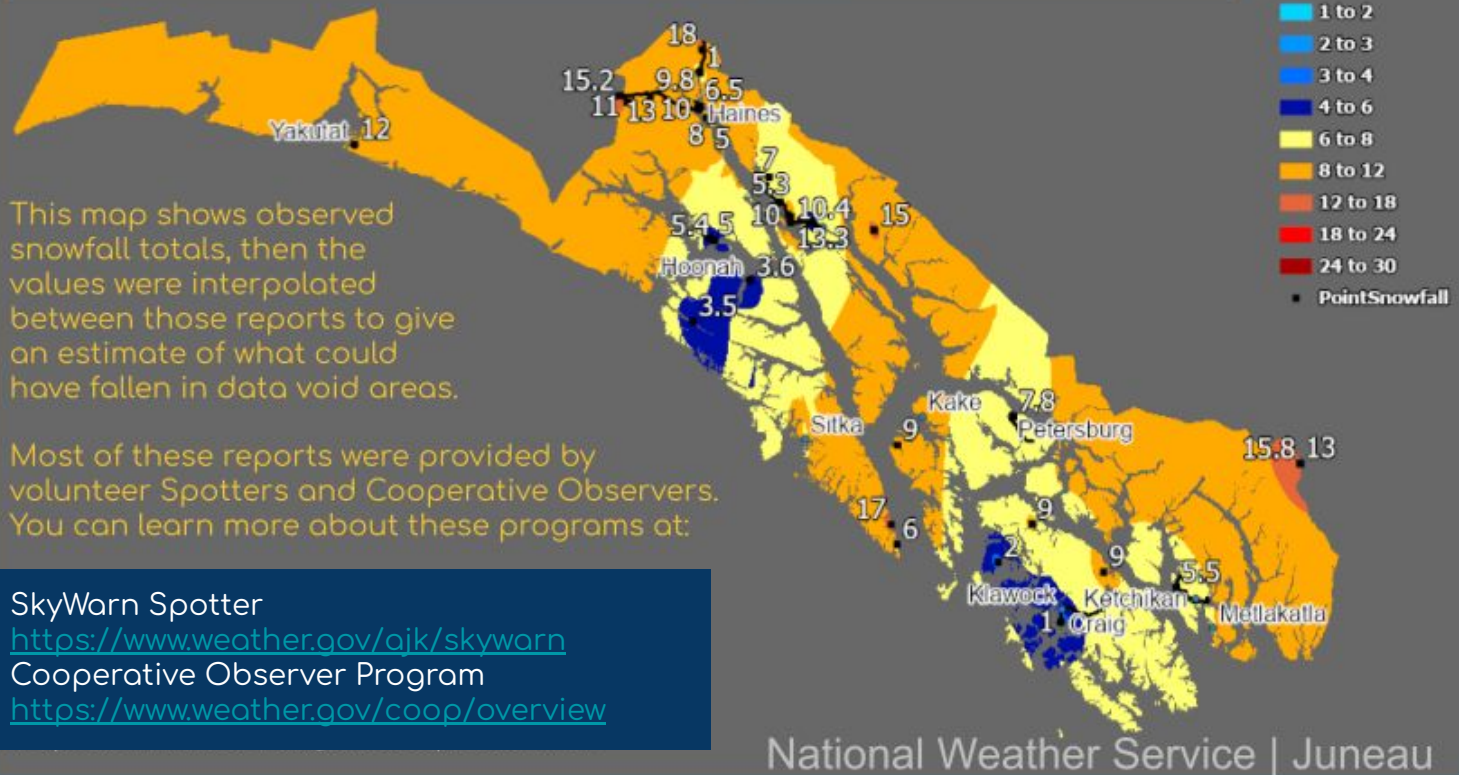 1 to 2
2 to 3
3 to 4
4 to 6
6 to 8
8 to 12
12 to 18
18 to 24
24 to 30
PointSnowfall
18
1
15.2
9.8
6.5
11
13
10
Haines
8
5
Yakutat
12
7
5.3
10
10.4
13.3
15
5.4
5
Hoonah
3.6
3.5
This map shows observed
snowfall totals, then the
values were interpolated
between those reports to give
an estimate of what could
have fallen in data void areas.
Sitka
Kake
7.8
9
Petersburg
15.8
13
Most of these reports were provided by
volunteer Spotters and Cooperative Observers.
You can learn more about these programs at:
17
6
9
2
9
5.5
Klawock
Ketchikan
Metlakatla
1
Craig
SkyWarn Spotter
https://www.weather.gov/ajk/skywarn
Cooperative Observer Program
https://www.weather.gov/coop/overview
National Weather Service | Juneau